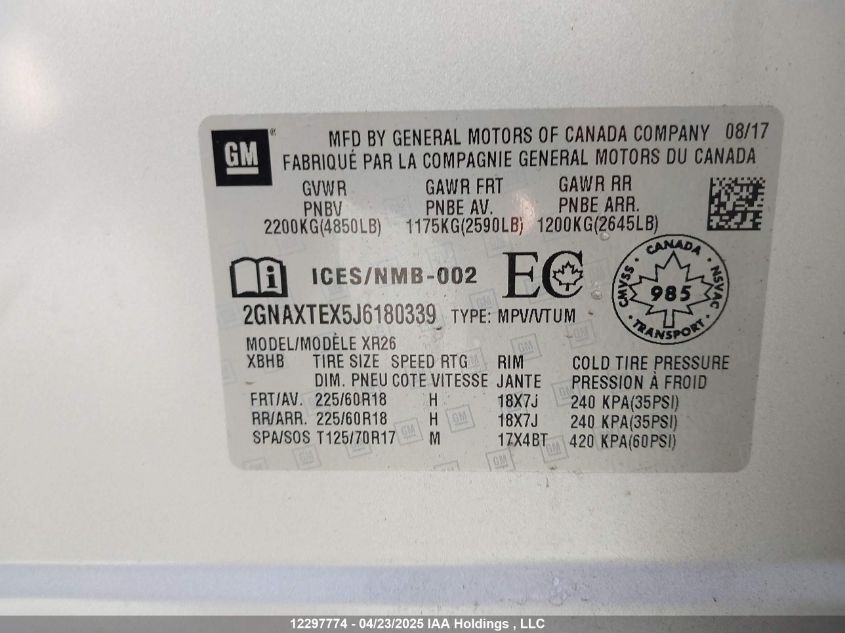 GM
MFD BY GENERAL MOTORS OF CANADA COMPANY 08/17
FABRIQUÉ PAR LA COMPAGNIE GENERAL MOTORS DU CANADA
GVWR GAWR FRT GAWR RR
PNBV PNBE AV. PNBE ARR.
2200KG(4850LB) 1175KG(2590LB) 1200KG(2645LB)
ICES/NMB-002 EC
CANADA
CMVSS 985 NSVAC
TRANSPORT
2GNAXTEX5J6180339 TYPE: MPV/VTUM
MODEL/MODÈLE XR26
XBHB TIRE SIZE SPEED RTG RIM COLD TIRE PRESSURE
DIM. PNEU COTE VITESSE JANTE PRESSION À FROID
FRT/AV. 225/60R18 H 18X7J 240 KPA(35PSI)
RR/ARR. 225/60R18 H 18X7J 240 KPA(35PSI)
SPA/SOS T125/70R17 M 17X4BT 420 KPA(60PSI)
12297774 - 04/23/2025 IAA Holdings , LLC